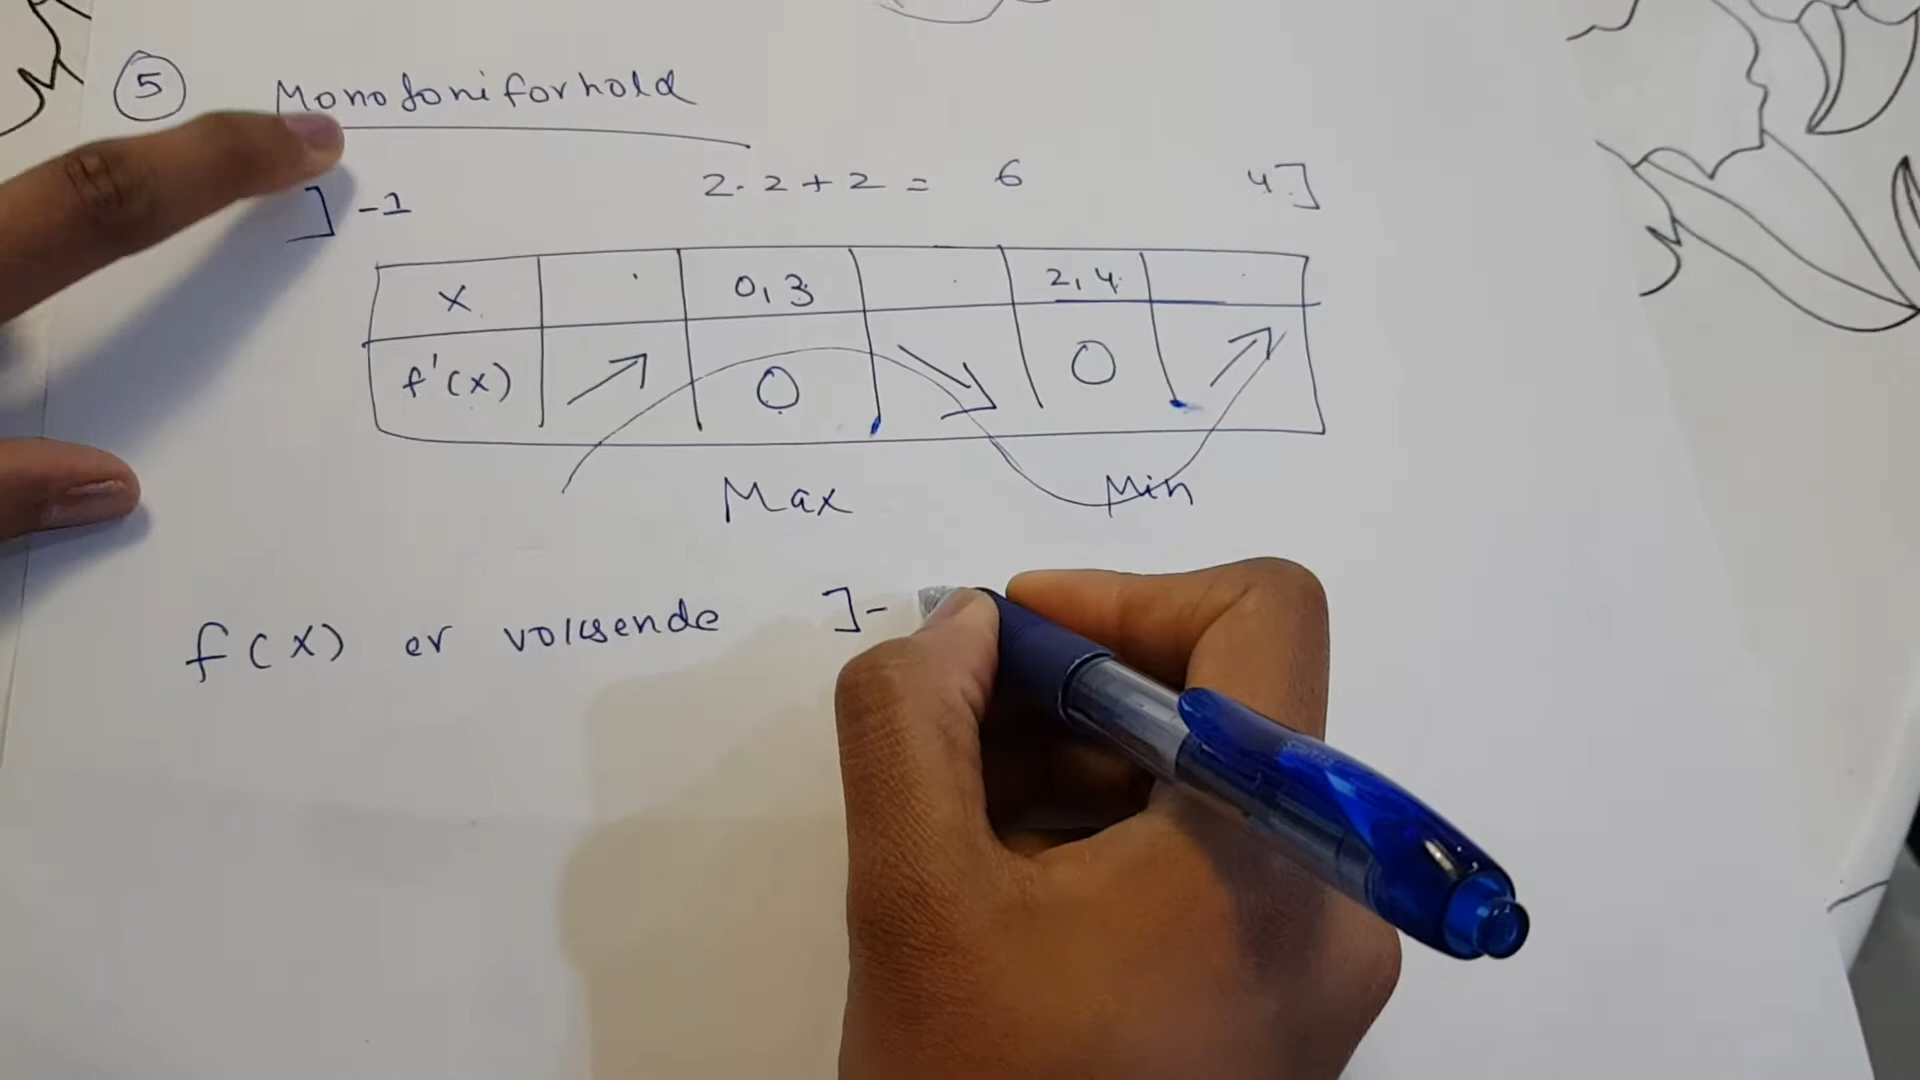 5 Monotoniforhold
]-1 2·2+2 = 6 4]
x 0,3 2,4
f'(x) 0 0
Max Min
f(x) er voksende ]-